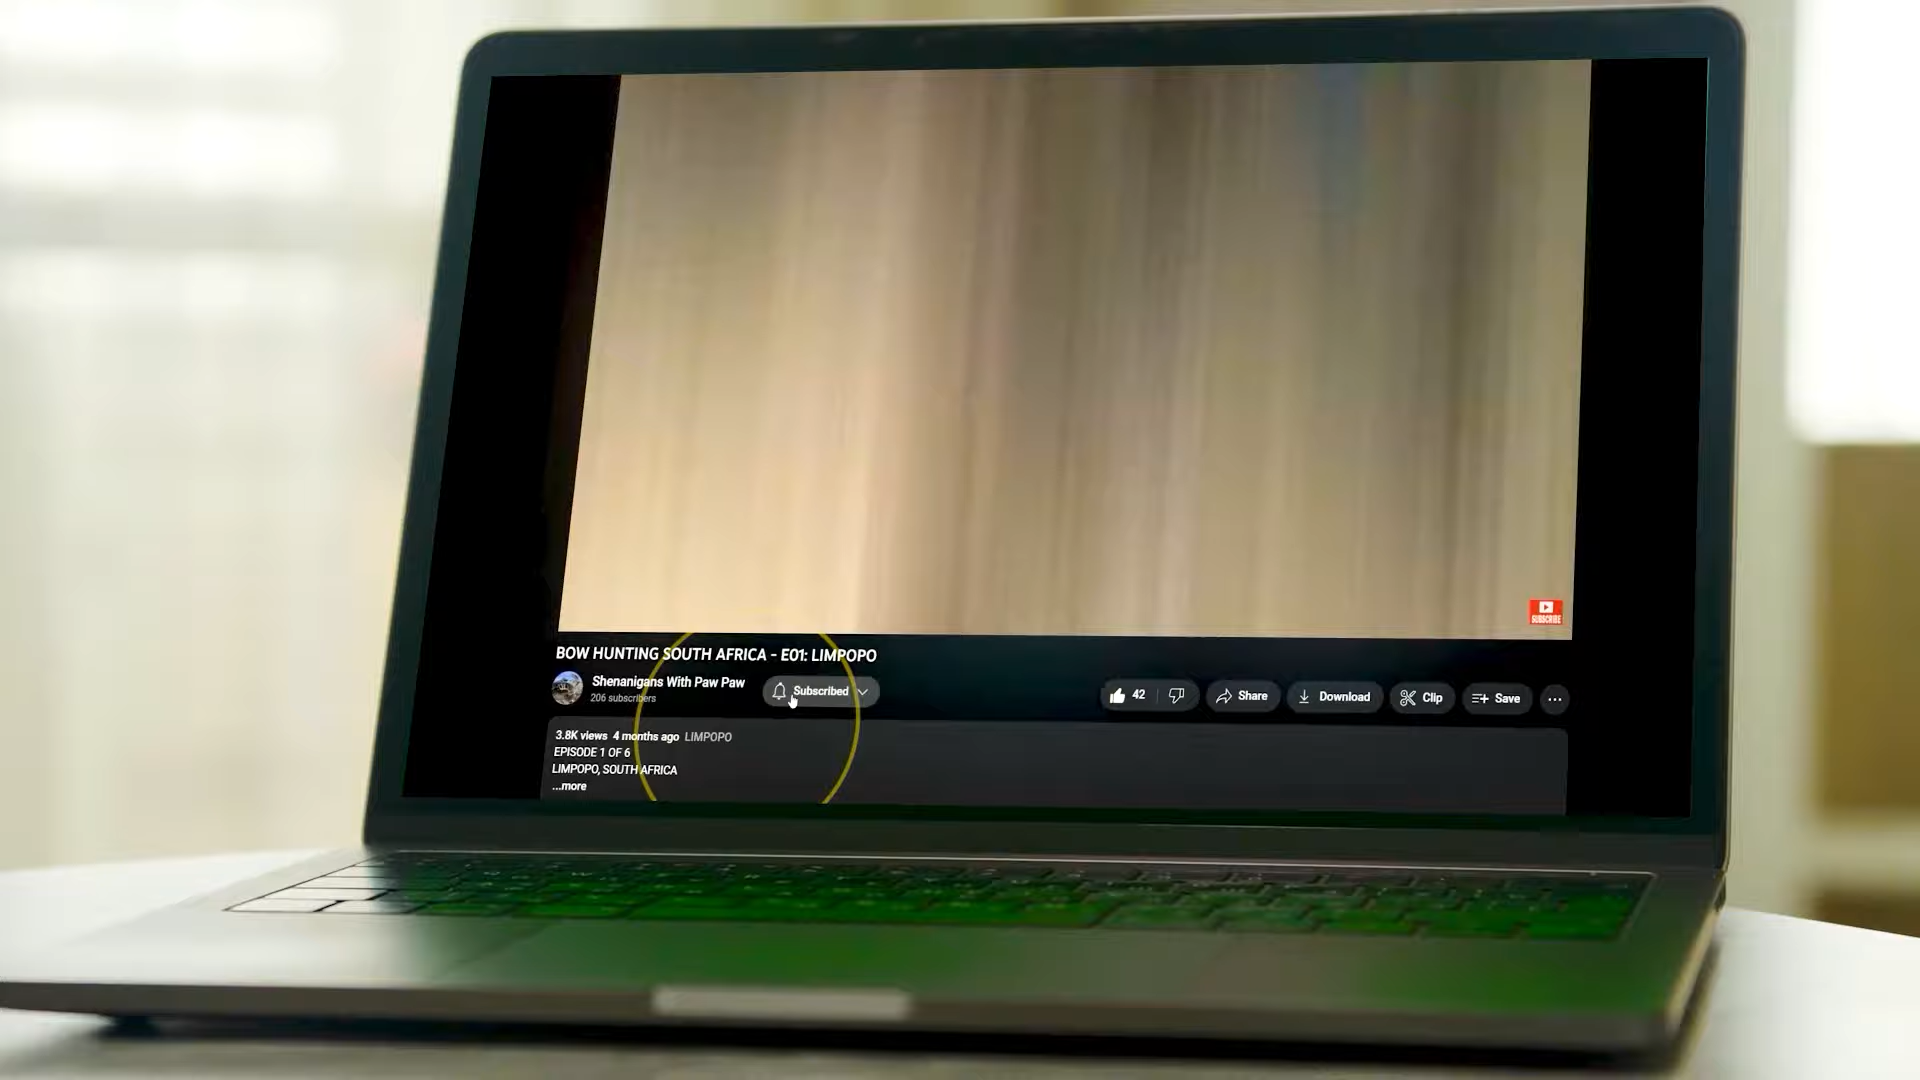 SUBSCRIBE
BOW HUNTING SOUTH AFRICA - E01: LIMPOPO
Shenanigans With Paw Paw
206 subscribers
Subscribed
42
Share
Download
Clip
Save
3.8K views 4 months ago LIMPOPO
EPISODE 1 OF 6
LIMPOPO, SOUTH AFRICA
...more